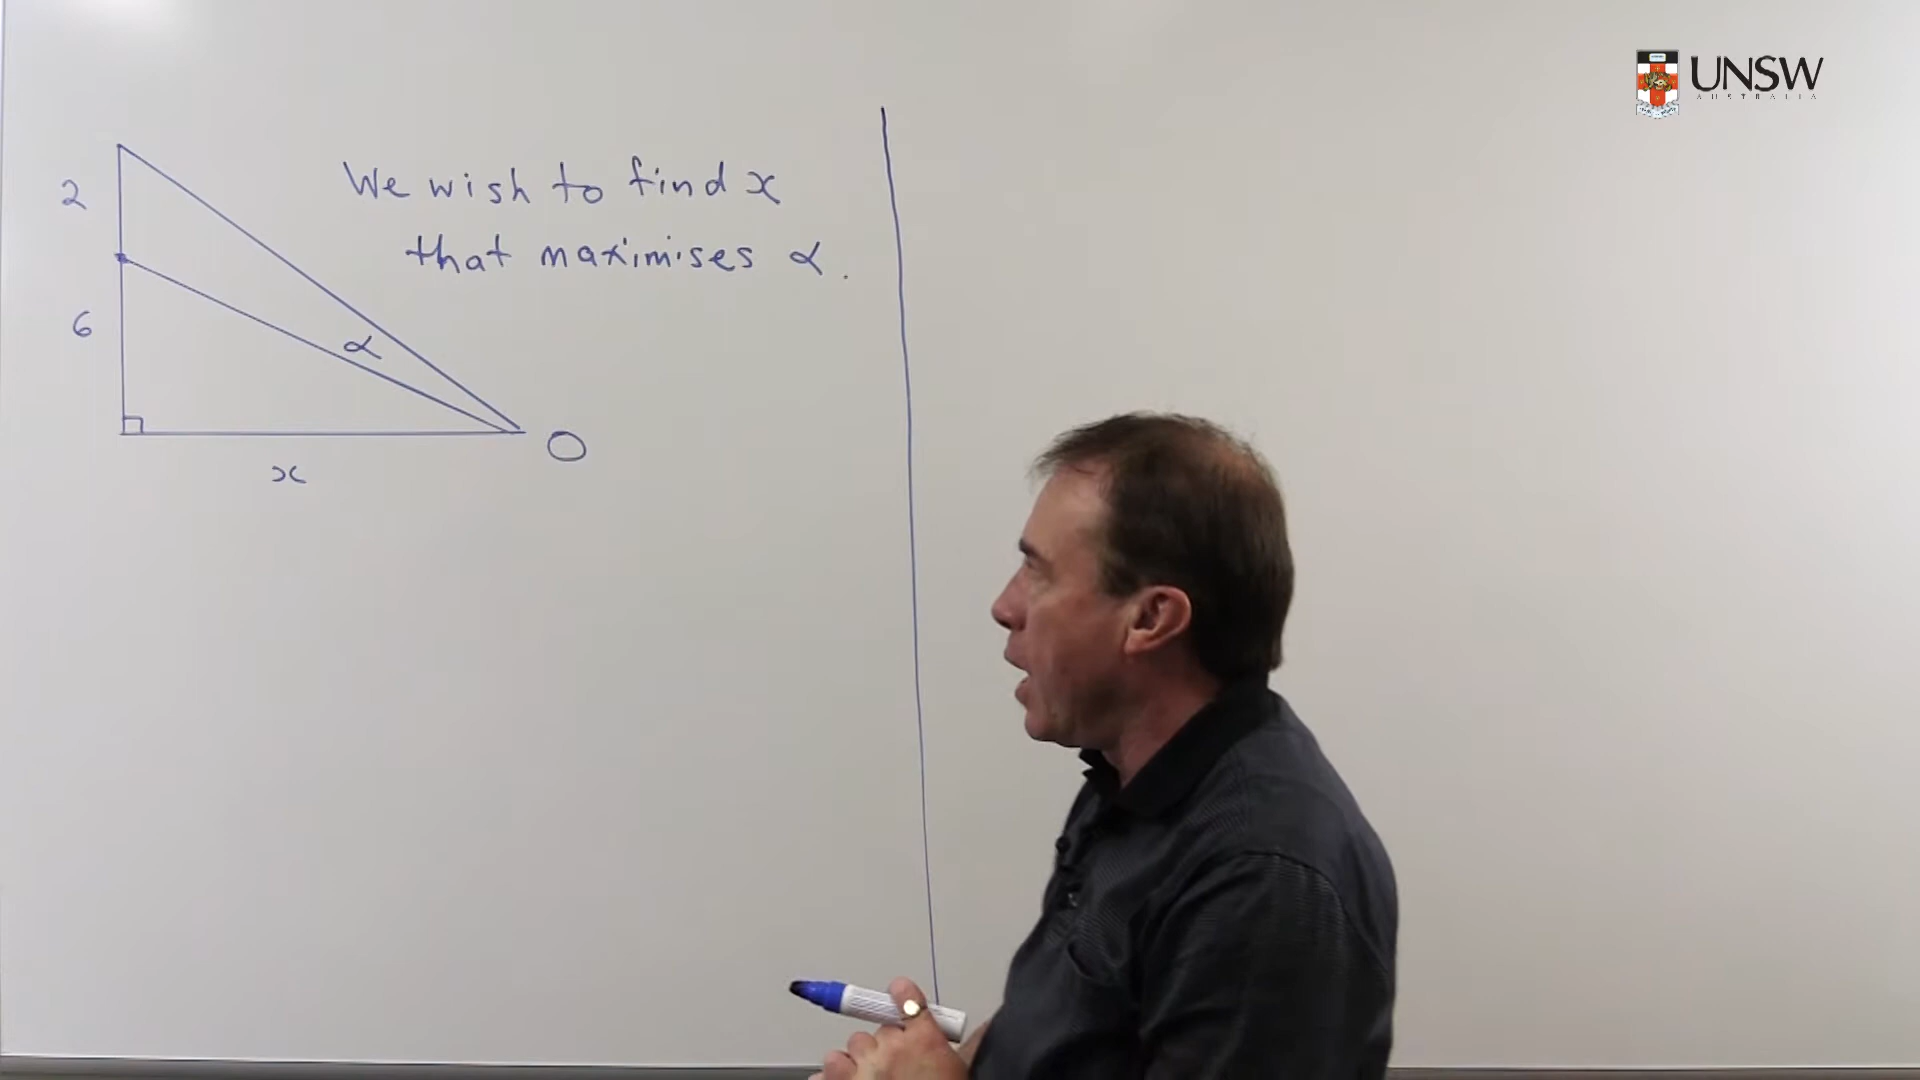 UNSW
AUSTRALIA
2
We wish to find x
that maximises α.
6
α
O
x